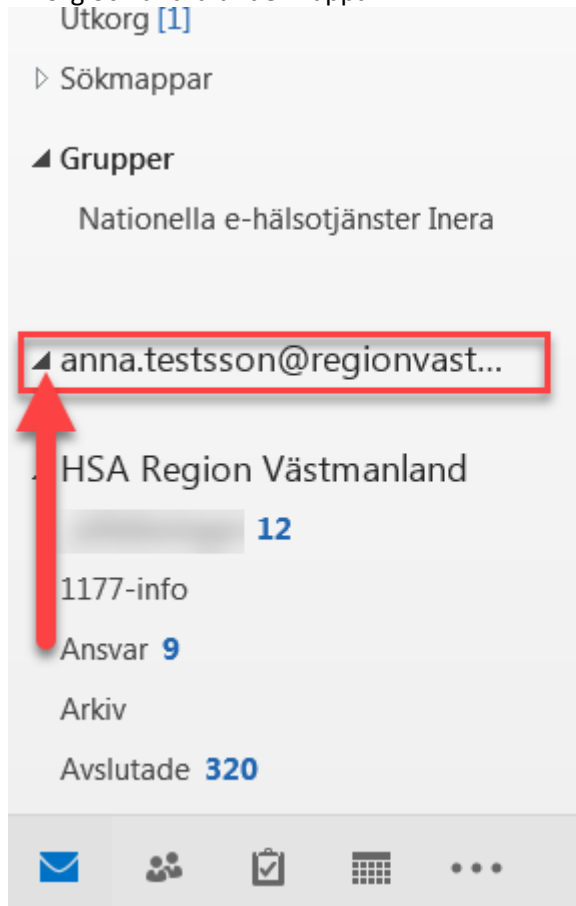 Utkorg [1]
Sökmappar
Grupper
Nationella e-hälsotjänster Inera
anna.testsson@regionvast...
HSA Region Västmanland
12
1177-info
Ansvar 9
Arkiv
Avslutade 320